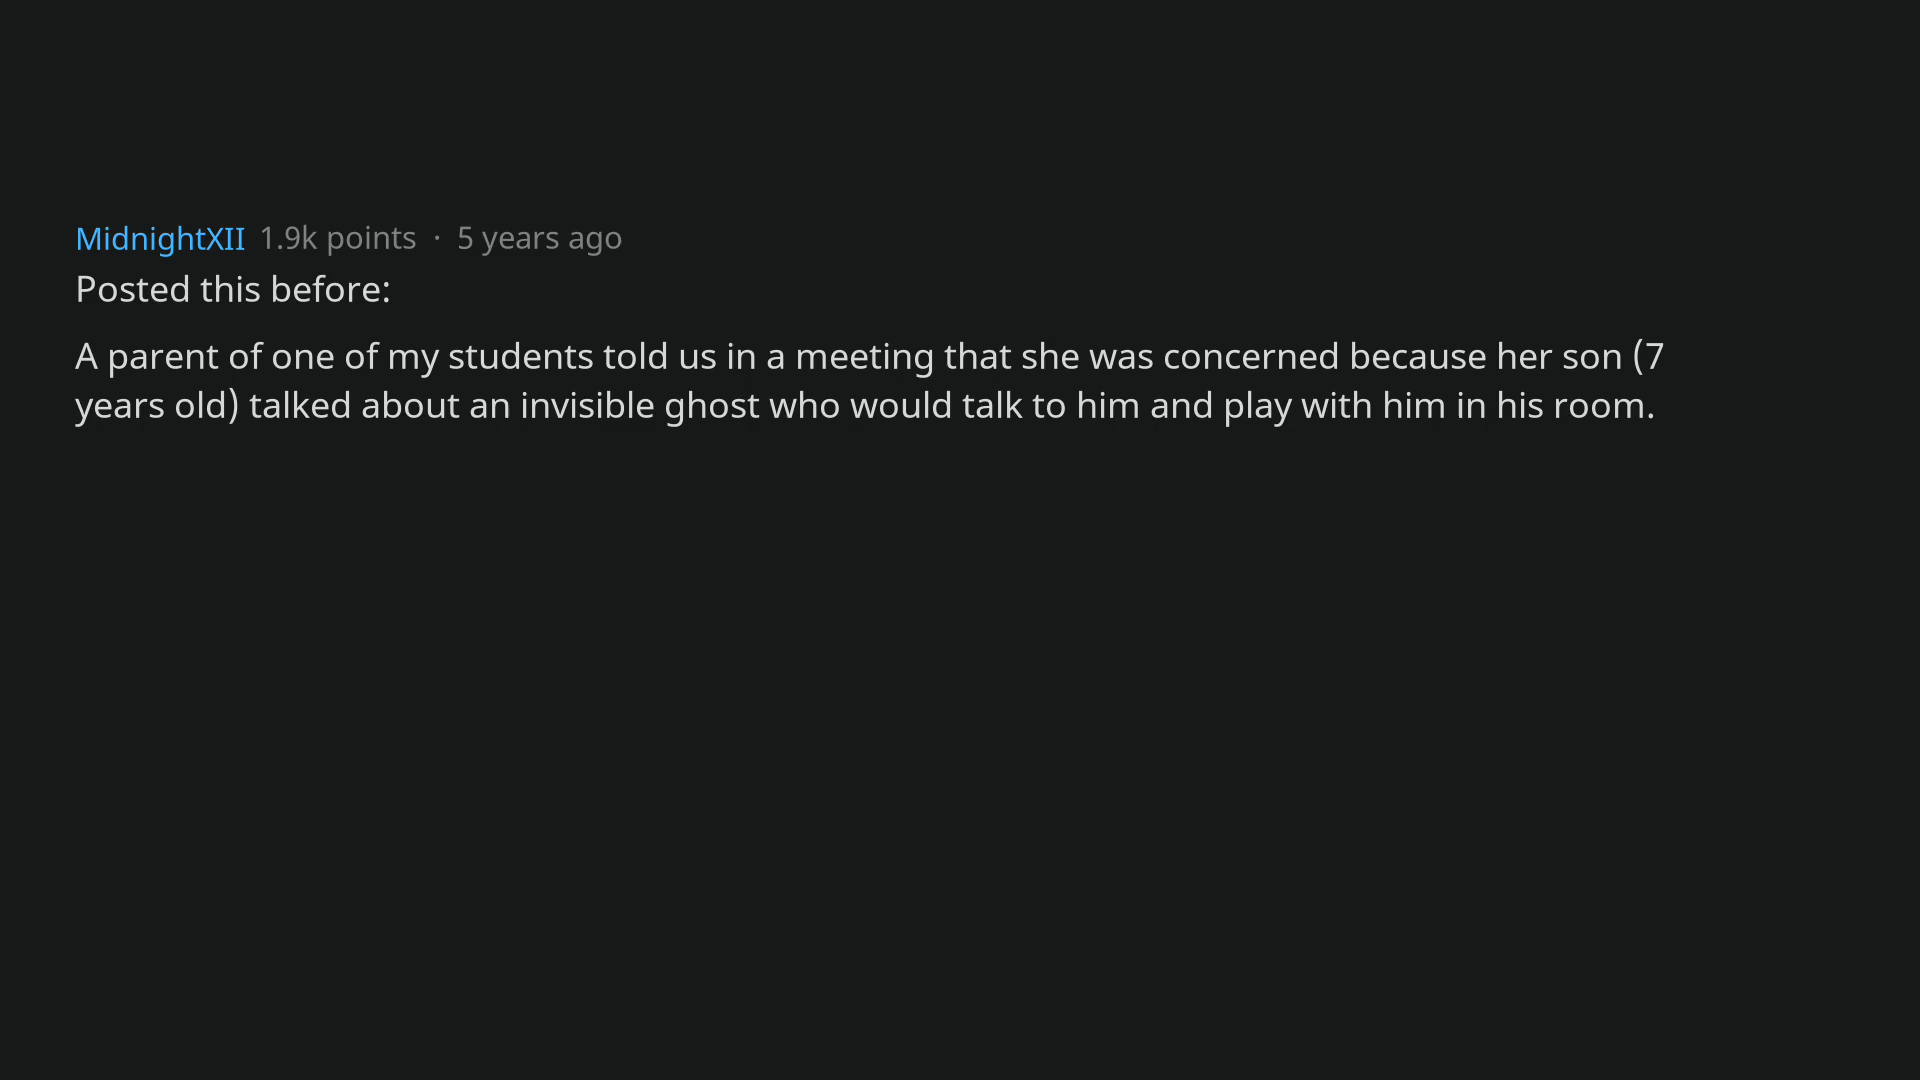 MidnightXII 1.9k points · 5 years ago
Posted this before:
A parent of one of my students told us in a meeting that she was concerned because her son (7
years old) talked about an invisible ghost who would talk to him and play with him in his room.